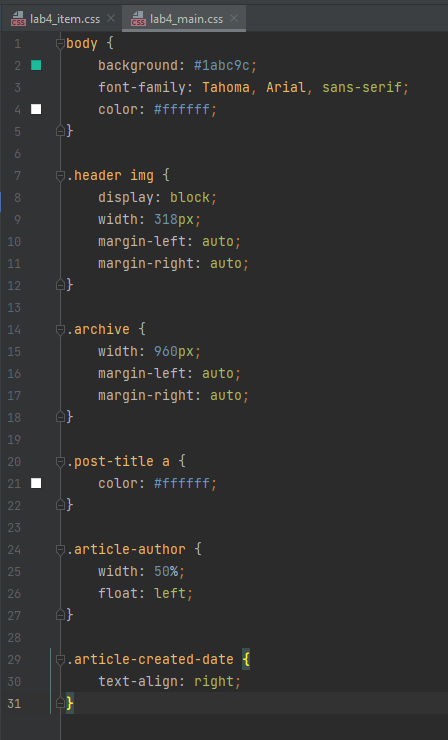 lab4_item.css lab4_main.css
1 body {
2 background: #1abc9c;
3 font-family: Tahoma, Arial, sans-serif;
4 color: #ffffff;
5 }
6
7 .header img {
8 display: block;
9 width: 318px;
10 margin-left: auto;
11 margin-right: auto;
12 }
13
14 .archive {
15 width: 960px;
16 margin-left: auto;
17 margin-right: auto;
18 }
19
20 .post-title a {
21 color: #ffffff;
22 }
23
24 .article-author {
25 width: 50%;
26 float: left;
27 }
28
29 .article-created-date {
30 text-align: right;
31 }